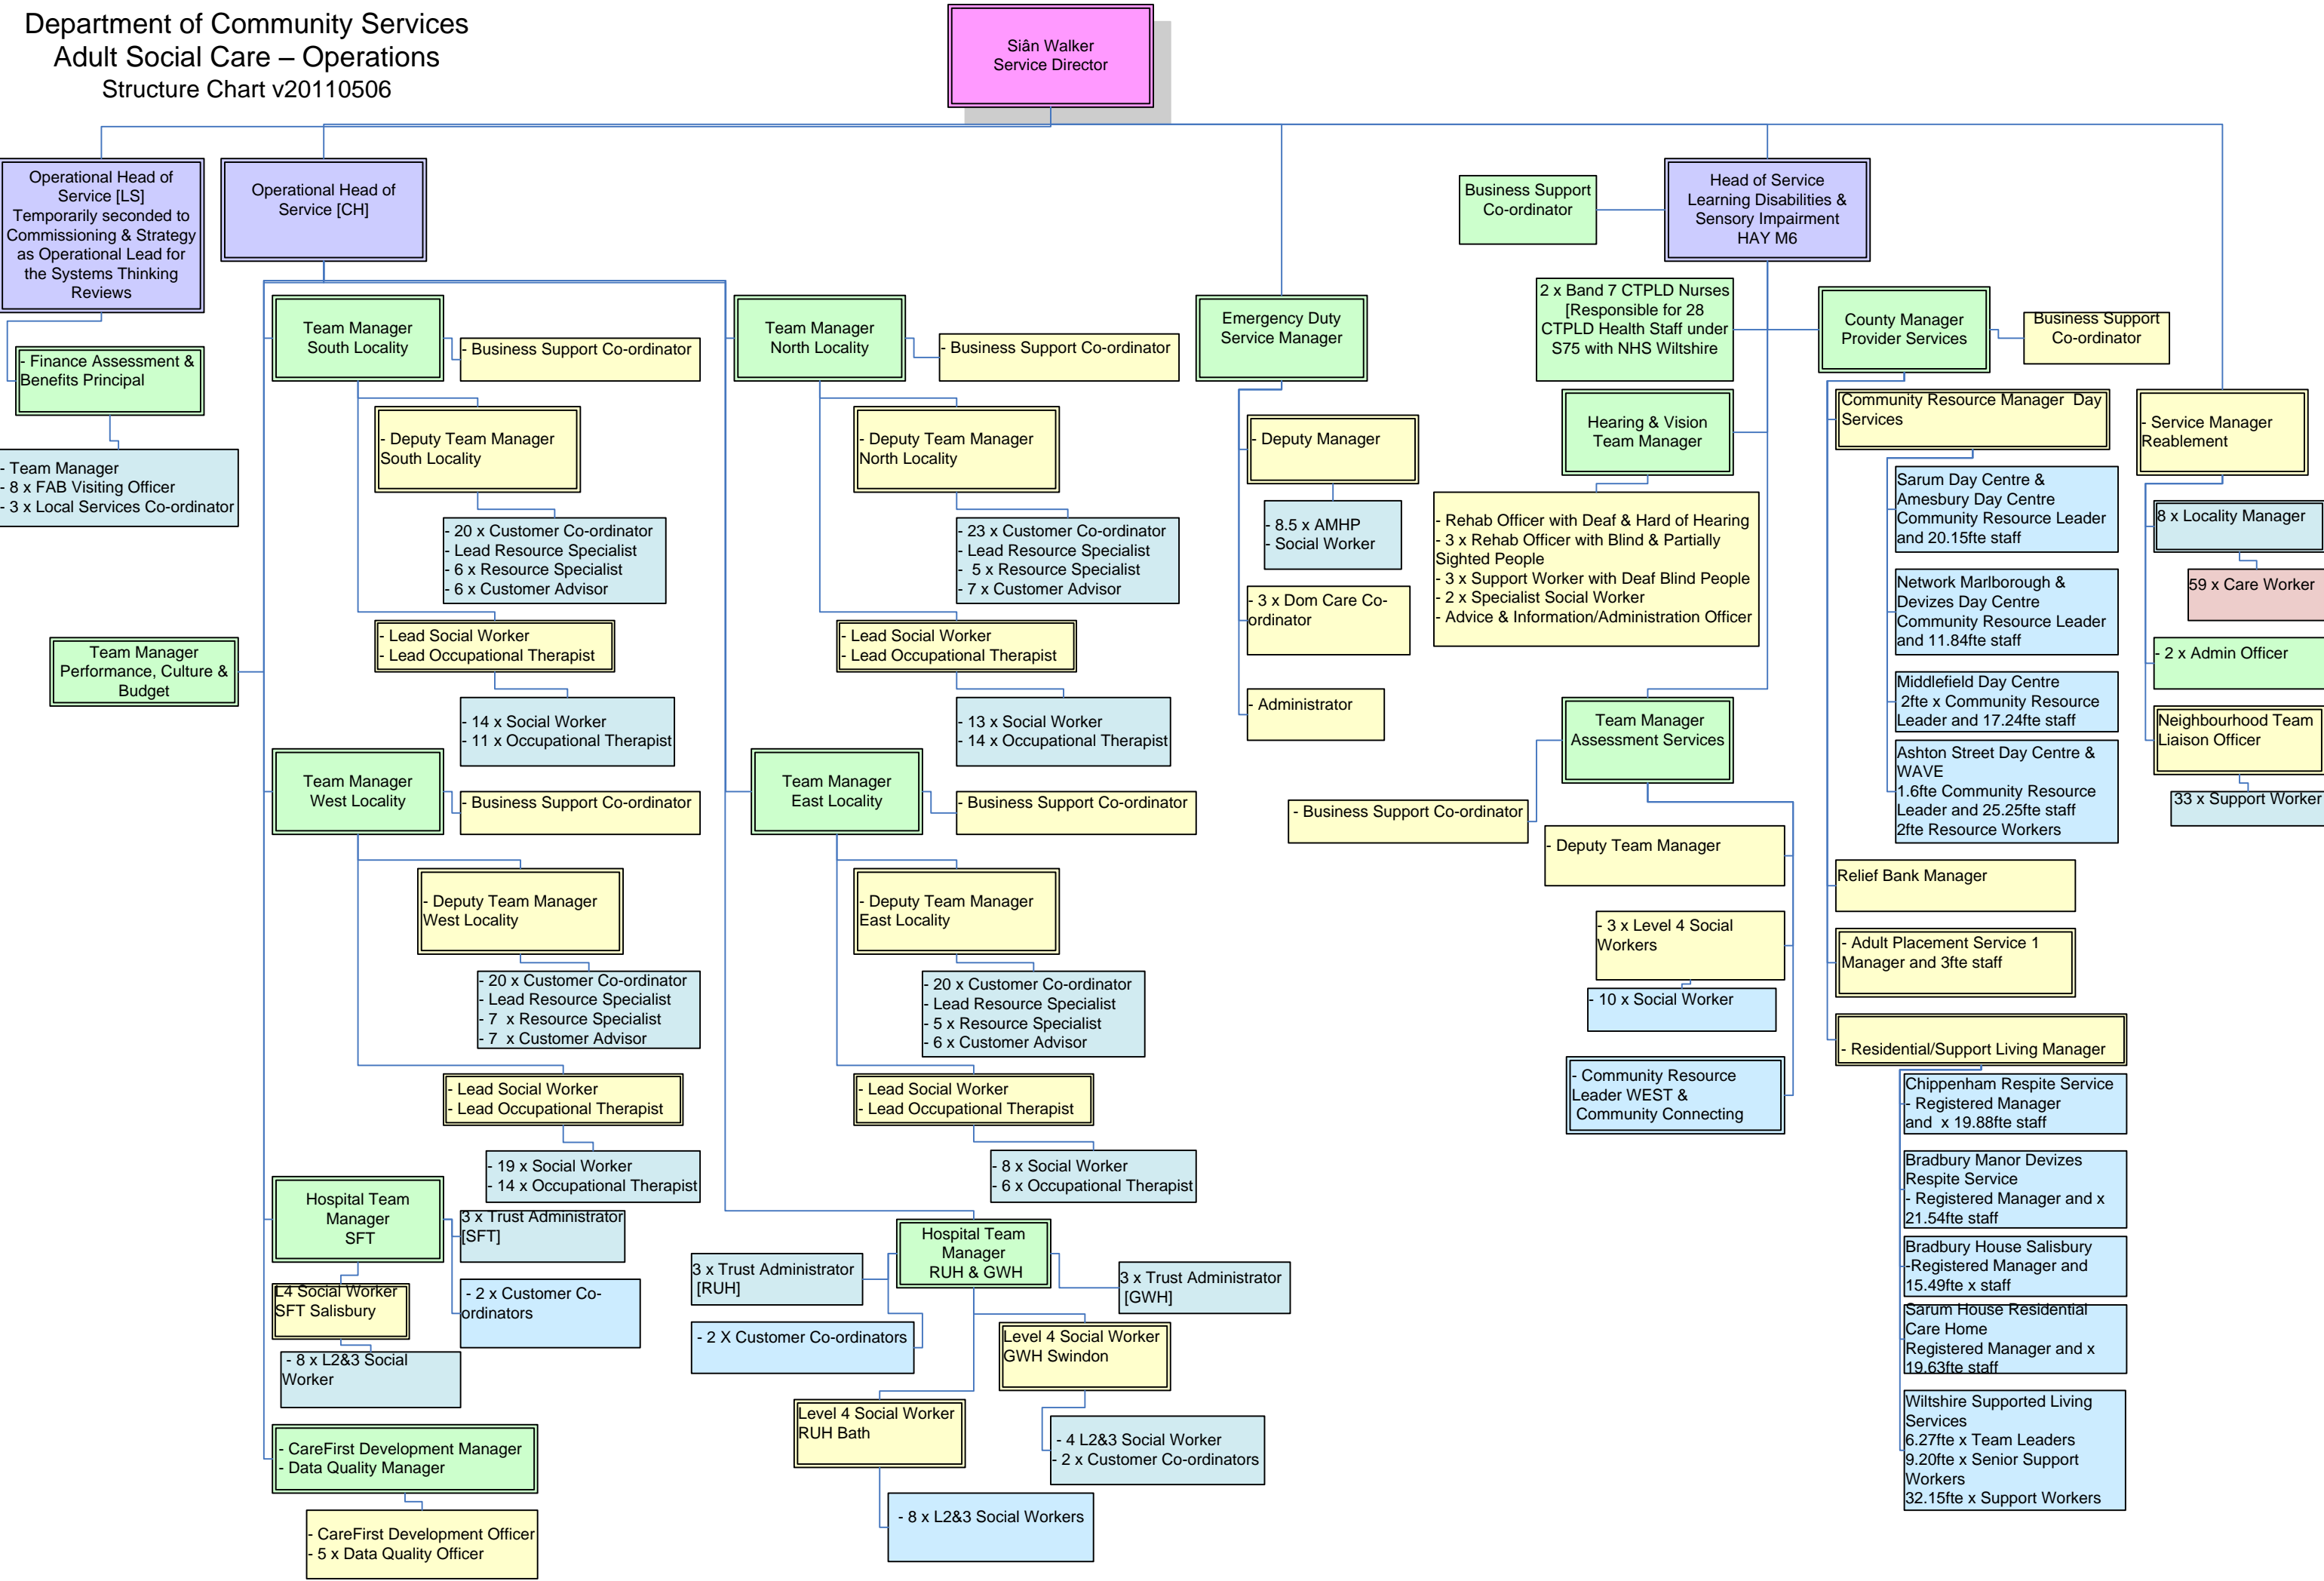 Department of Community Services
Adult Social Care – Operations
Structure Chart v20110506
Siân Walker
Service Director
Operational Head of
Service [LS]
Temporarily seconded to
Commissioning & Strategy
as Operational Lead for
the Systems Thinking
Reviews
Operational Head of
Service [CH]
Business Support
Co-ordinator
Head of Service
Learning Disabilities &
Sensory Impairment
HAY M6
- Finance Assessment &
Benefits Principal
- Team Manager
- 8 x FAB Visiting Officer
- 3 x Local Services Co-ordinator
Team Manager
Performance, Culture &
Budget
Team Manager
South Locality
- Business Support Co-ordinator
- Deputy Team Manager
South Locality
- 20 x Customer Co-ordinator
- Lead Resource Specialist
- 6 x Resource Specialist
- 6 x Customer Advisor
- Lead Social Worker
- Lead Occupational Therapist
- 14 x Social Worker
- 11 x Occupational Therapist
Team Manager
West Locality
- Business Support Co-ordinator
- Deputy Team Manager
West Locality
- 20 x Customer Co-ordinator
- Lead Resource Specialist
- 7 x Resource Specialist
- 7 x Customer Advisor
- Lead Social Worker
- Lead Occupational Therapist
- 19 x Social Worker
- 14 x Occupational Therapist
Hospital Team
Manager
SFT
3 x Trust Administrator
[SFT]
- 2 x Customer Co-
ordinators
L4 Social Worker
SFT Salisbury
- 8 x L2&3 Social
Worker
- CareFirst Development Manager
- Data Quality Manager
- CareFirst Development Officer
- 5 x Data Quality Officer
Team Manager
North Locality
- Business Support Co-ordinator
- Deputy Team Manager
North Locality
- 23 x Customer Co-ordinator
- Lead Resource Specialist
- 5 x Resource Specialist
- 7 x Customer Advisor
- Lead Social Worker
- Lead Occupational Therapist
- 13 x Social Worker
- 14 x Occupational Therapist
Team Manager
East Locality
- Business Support Co-ordinator
- Deputy Team Manager
East Locality
- 20 x Customer Co-ordinator
- Lead Resource Specialist
- 5 x Resource Specialist
- 6 x Customer Advisor
- Lead Social Worker
- Lead Occupational Therapist
- 8 x Social Worker
- 6 x Occupational Therapist
Hospital Team
Manager
RUH & GWH
3 x Trust Administrator
[RUH]
3 x Trust Administrator
[GWH]
- 2 X Customer Co-ordinators
Level 4 Social Worker
GWH Swindon
Level 4 Social Worker
RUH Bath
- 4 L2&3 Social Worker
- 2 x Customer Co-ordinators
- 8 x L2&3 Social Workers
Emergency Duty
Service Manager
- Deputy Manager
- 8.5 x AMHP
- Social Worker
- 3 x Dom Care Co-
ordinator
- Administrator
2 x Band 7 CTPLD Nurses
[Responsible for 28
CTPLD Health Staff under
S75 with NHS Wiltshire
Hearing & Vision
Team Manager
- Rehab Officer with Deaf & Hard of Hearing
- 3 x Rehab Officer with Blind & Partially
Sighted People
- 3 x Support Worker with Deaf Blind People
- 2 x Specialist Social Worker
- Advice & Information/Administration Officer
Team Manager
Assessment Services
- Business Support Co-ordinator
- Deputy Team Manager
- 3 x Level 4 Social
Workers
- 10 x Social Worker
- Community Resource
Leader WEST &
Community Connecting
County Manager
Provider Services
Business Support
Co-ordinator
Community Resource Manager Day
Services
Sarum Day Centre &
Amesbury Day Centre
Community Resource Leader
and 20.15fte staff
Network Marlborough &
Devizes Day Centre
Community Resource Leader
and 11.84fte staff
Middlefield Day Centre
2fte x Community Resource
Leader and 17.24fte staff
Ashton Street Day Centre &
WAVE
1.6fte Community Resource
Leader and 25.25fte staff
2fte Resource Workers
Relief Bank Manager
- Adult Placement Service 1
Manager and 3fte staff
- Residential/Support Living Manager
Chippenham Respite Service
- Registered Manager
and x 19.88fte staff
Bradbury Manor Devizes
Respite Service
- Registered Manager and x
21.54fte staff
Bradbury House Salisbury
-Registered Manager and
15.49fte x staff
Sarum House Residential
Care Home
Registered Manager and x
19.63fte staff
Wiltshire Supported Living
Services
6.27fte x Team Leaders
9.20fte x Senior Support
Workers
32.15fte x Support Workers
- Service Manager
Reablement
8 x Locality Manager
59 x Care Worker
- 2 x Admin Officer
Neighbourhood Team
Liaison Officer
33 x Support Worker